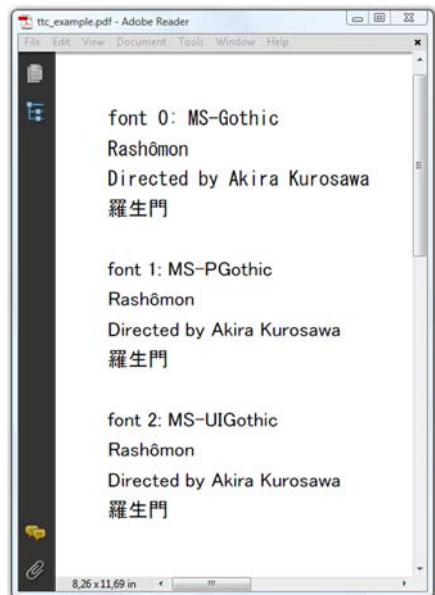 ttc_example.pdf - Adobe Reader
File Edit View Document Tools Window Help
font 0: MS-Gothic
Rashômon
Directed by Akira Kurosawa
羅生門
font 1: MS-PGothic
Rashômon
Directed by Akira Kurosawa
羅生門
font 2: MS-UIGothic
Rashômon
Directed by Akira Kurosawa
羅生門
8,26 x 11,69 in